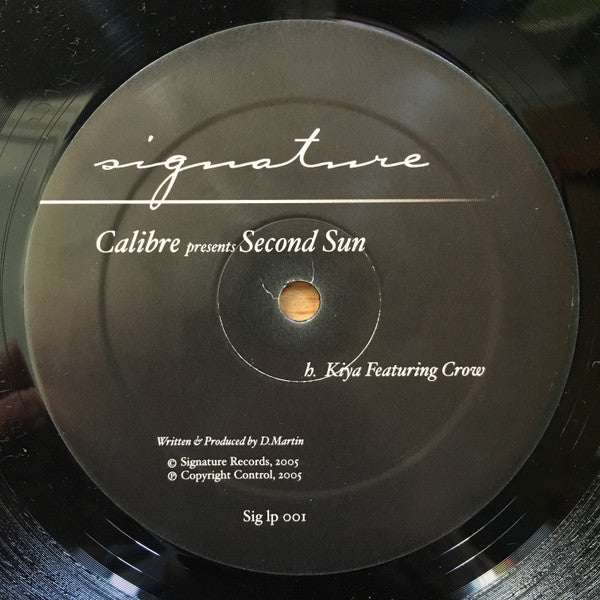 signature
Calibre presents Second Sun
h. Kiya Featuring Crow
Written & Produced by D.Martin
© Signature Records, 2005
℗ Copyright Control, 2005
Sig lp 001